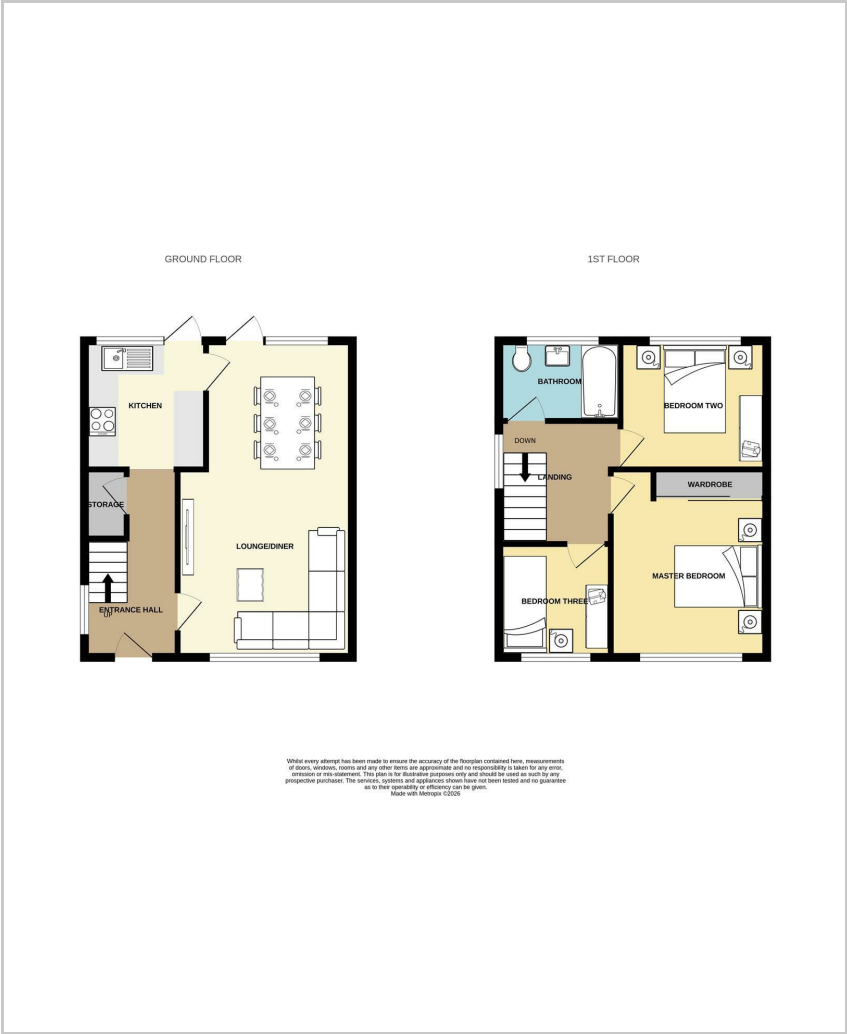 GROUND FLOOR
KITCHEN
STORAGE
LOUNGE/DINER
ENTRANCE HALL
UP
1ST FLOOR
BATHROOM
BEDROOM TWO
DOWN
LANDING
WARDROBE
MASTER BEDROOM
BEDROOM THREE
Whilst every attempt has been made to ensure the accuracy of the floorplan contained here, measurements
of doors, windows, rooms and any other items are approximate and no responsibility is taken for any error,
omission or mis-statement. This plan is for illustrative purposes only and should be used as such by any
prospective purchaser. The services, systems and appliances shown have not been tested and no guarantee
as to their operability or efficiency can be given.
Made with Metropix ©2026